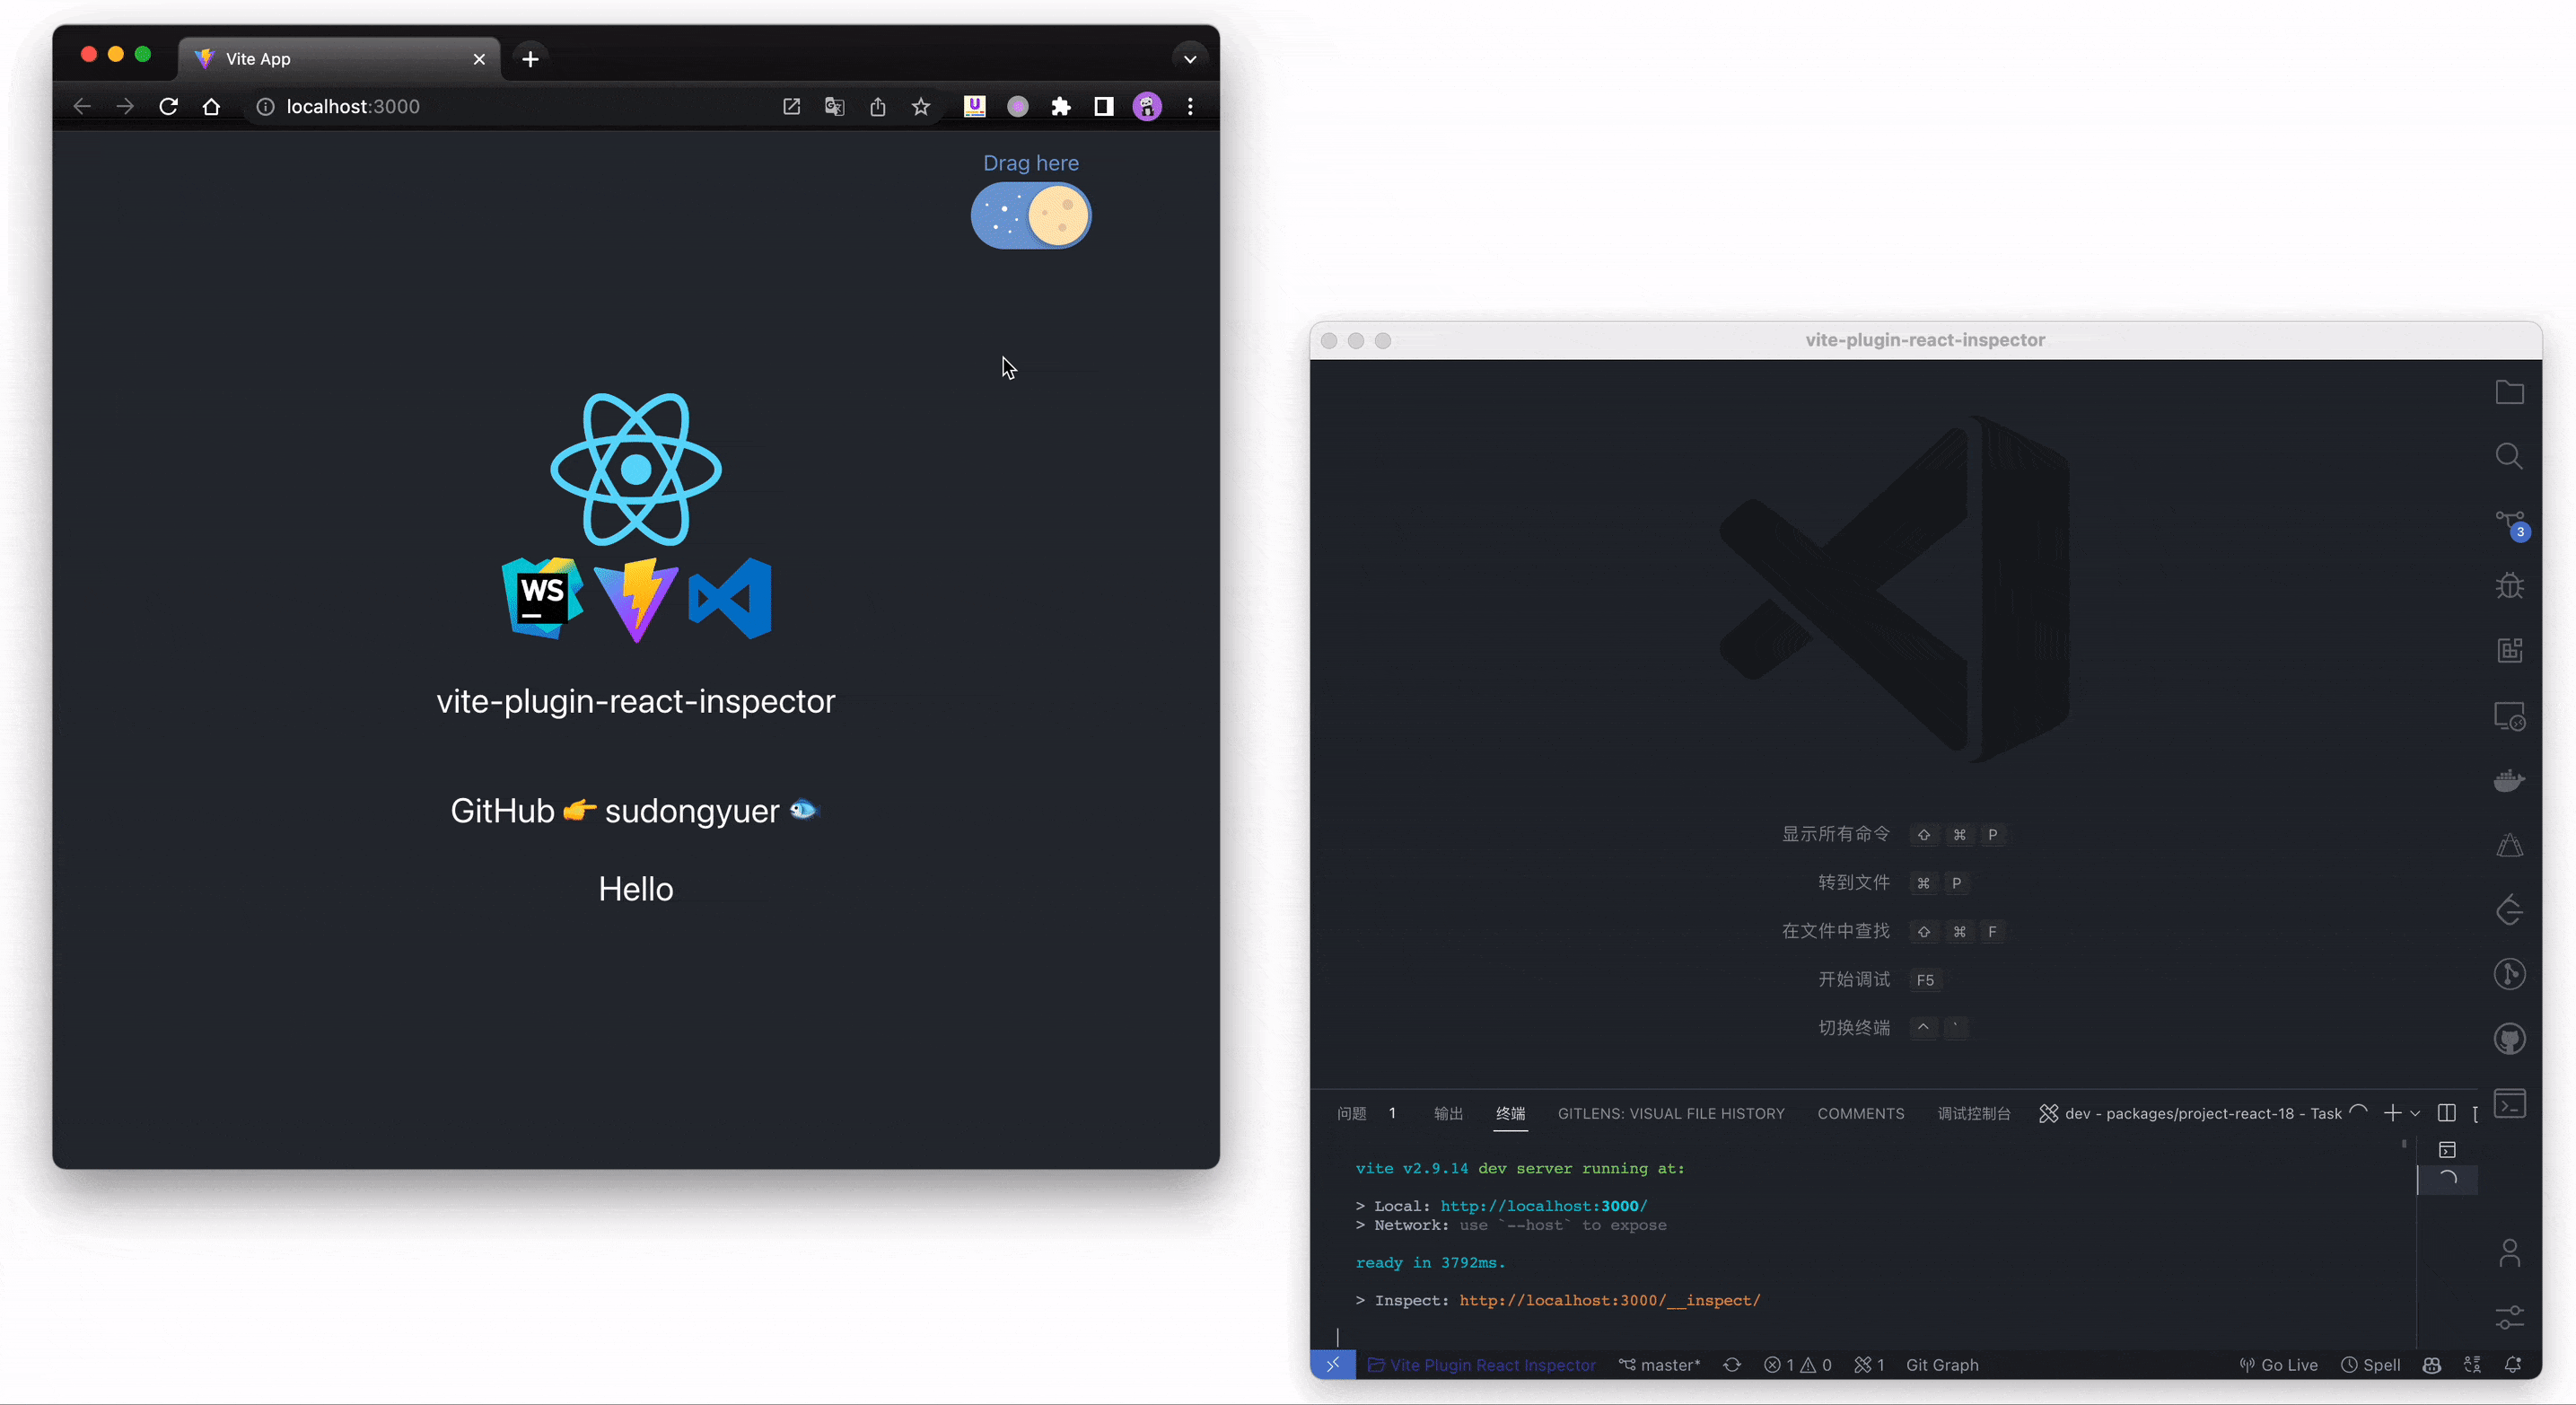 Vite App
localhost:3000
Drag here
WS
vite-plugin-react-inspector
GitHub 👉 sudongyuer 🐟
Hello
vite-plugin-react-inspector
3
显示所有命令 ⇧ ⌘ P
转到文件 ⌘ P
在文件中查找 ⇧ ⌘ F
开始调试 F5
切换终端 ^ `
问题 1 输出 终端 GITLENS: VISUAL FILE HISTORY COMMENTS 调试控制台 dev - packages/project-react-18 - Task
vite v2.9.14 dev server running at:
> Local: http://localhost:3000/
> Network: use `--host` to expose
ready in 3792ms.
> Inspect: http://localhost:3000/__inspect/
Vite Plugin React Inspector master* 1 0 1 Git Graph Go Live Spell